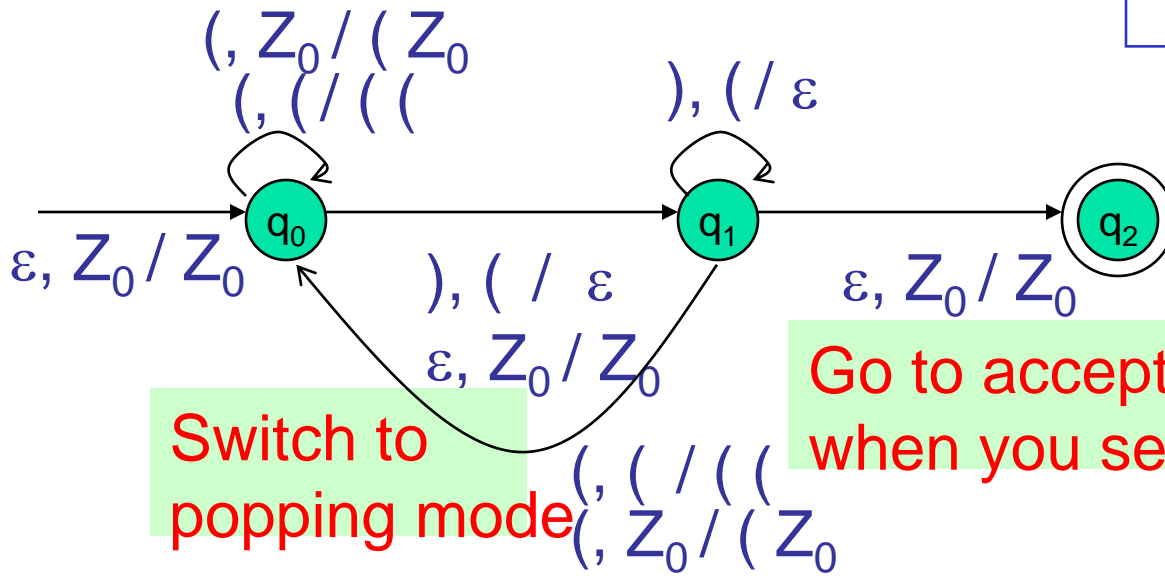 (, Z₀ / ( Z₀
(, ( / ( (
), ( / ε
q₀
q₁
q₂
ε, Z₀ / Z₀
), ( / ε
ε, Z₀ / Z₀
ε, Z₀ / Z₀
Go to accept
when you se
Switch to
popping mode
(, ( / ( (
(, Z₀ / ( Z₀